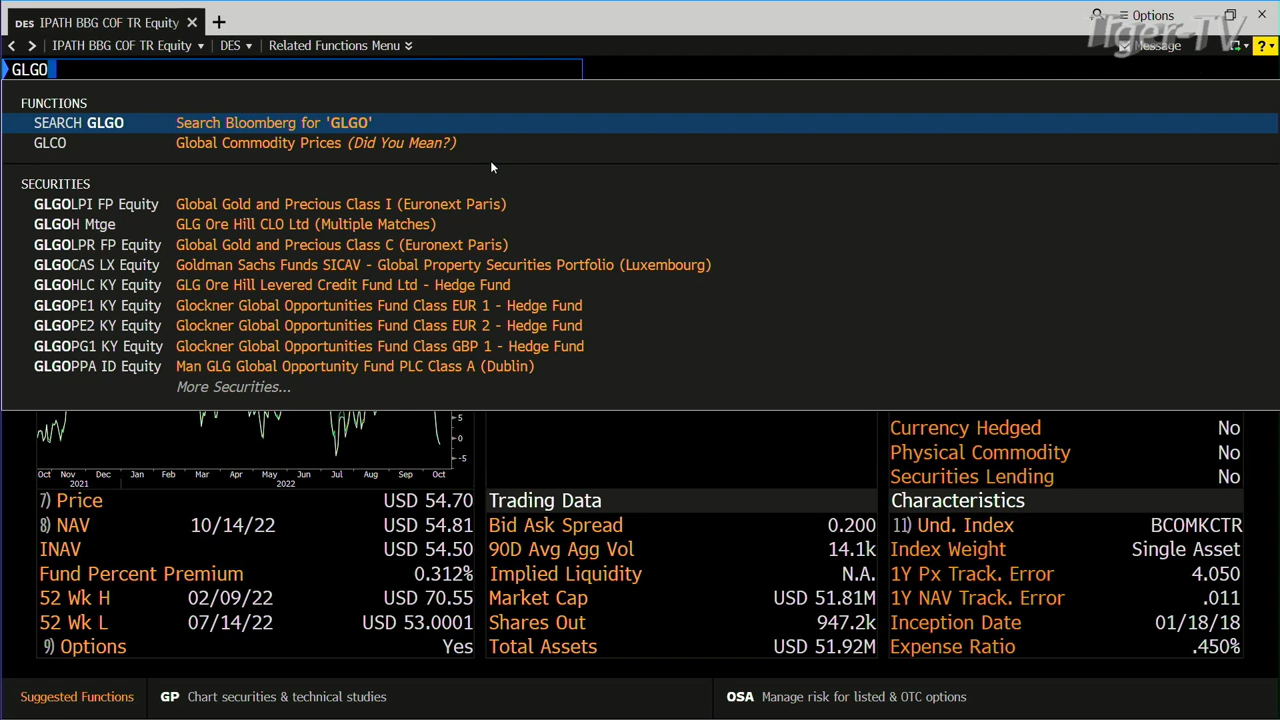 DES IPATH BBG COF TR Equity
Options
IPATH BBG COF TR Equity DES Related Functions Menu
Message
?
Tiger-TV
GLGO
FUNCTIONS
SEARCH GLGO Search Bloomberg for 'GLGO'
GLCO Global Commodity Prices (Did You Mean?)
SECURITIES
GLGOLPI FP Equity Global Gold and Precious Class I (Euronext Paris)
GLGOH Mtge GLG Ore Hill CLO Ltd (Multiple Matches)
GLGOLPR FP Equity Global Gold and Precious Class C (Euronext Paris)
GLGOCAS LX Equity Goldman Sachs Funds SICAV - Global Property Securities Portfolio (Luxembourg)
GLGOHLC KY Equity GLG Ore Hill Levered Credit Fund Ltd - Hedge Fund
GLGOPE1 KY Equity Glockner Global Opportunities Fund Class EUR 1 - Hedge Fund
GLGOPE2 KY Equity Glockner Global Opportunities Fund Class EUR 2 - Hedge Fund
GLGOPG1 KY Equity Glockner Global Opportunities Fund Class GBP 1 - Hedge Fund
GLGOPPA ID Equity Man GLG Global Opportunity Fund PLC Class A (Dublin)
More Securities...
5
0
-5
Oct Nov Dec Jan Feb Mar Apr May Jun Jul Aug Sep Oct
2021 2022
Currency Hedged No
Physical Commodity No
Securities Lending No
7) Price USD 54.70
8) NAV 10/14/22 USD 54.81
INAV USD 54.50
Fund Percent Premium 0.312%
52 Wk H 02/09/22 USD 70.55
52 Wk L 07/14/22 USD 53.0001
9) Options Yes
Trading Data
Bid Ask Spread 0.200
90D Avg Agg Vol 14.1k
Implied Liquidity N.A.
Market Cap USD 51.81M
Shares Out 947.2k
Total Assets USD 51.92M
Characteristics
11) Und. Index BCOMKCTR
Index Weight Single Asset
1Y Px Track. Error 4.050
1Y NAV Track. Error .011
Inception Date 01/18/18
Expense Ratio .450%
Suggested Functions GP Chart securities & technical studies OSA Manage risk for listed & OTC options